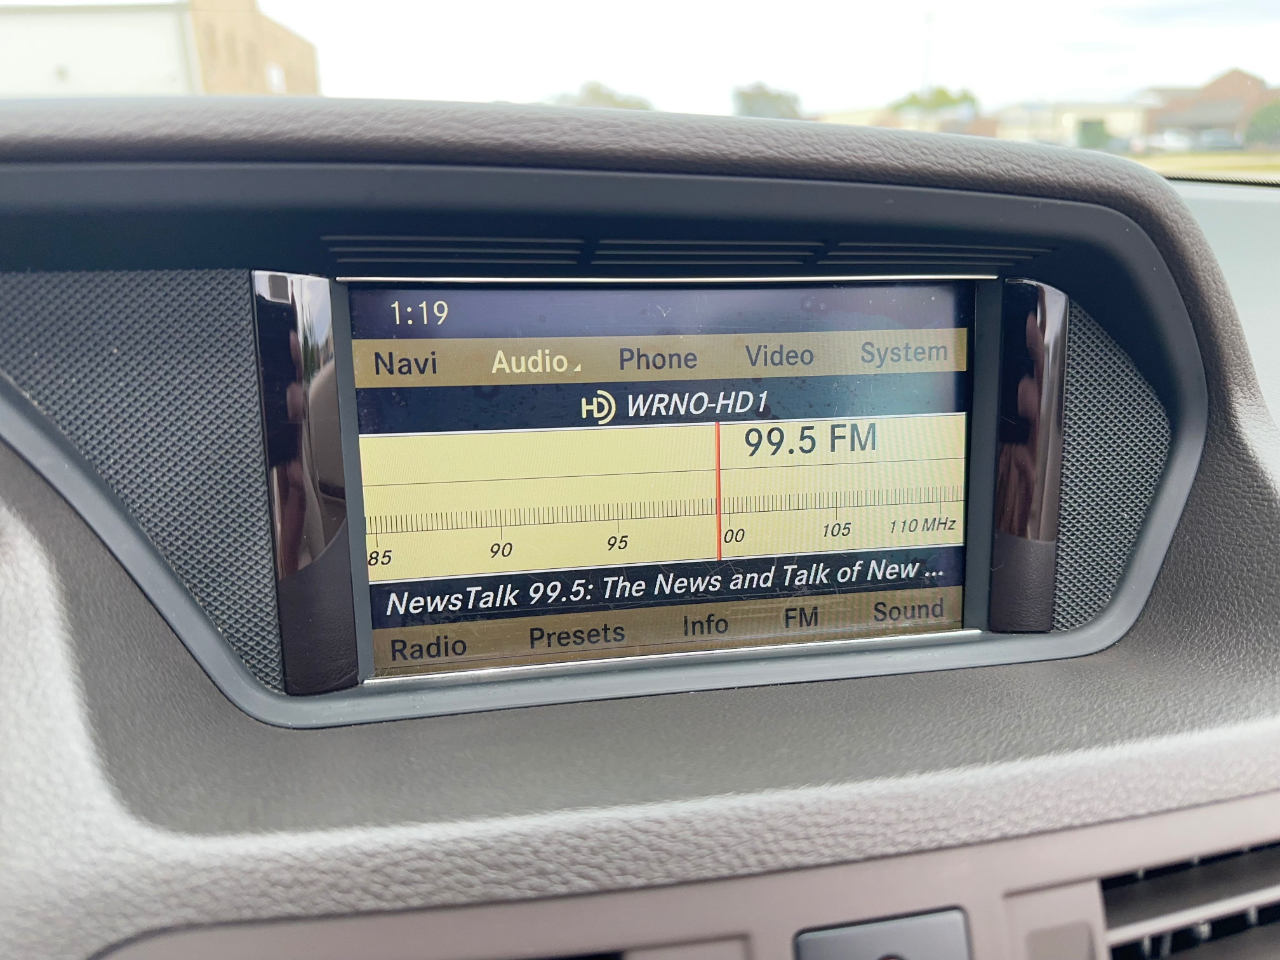 1:19
Navi Audio Phone Video System
HD WRNO-HD1
99.5 FM
85 90 95 00 105 110 MHz
NewsTalk 99.5: The News and Talk of New ...
Radio Presets Info FM Sound